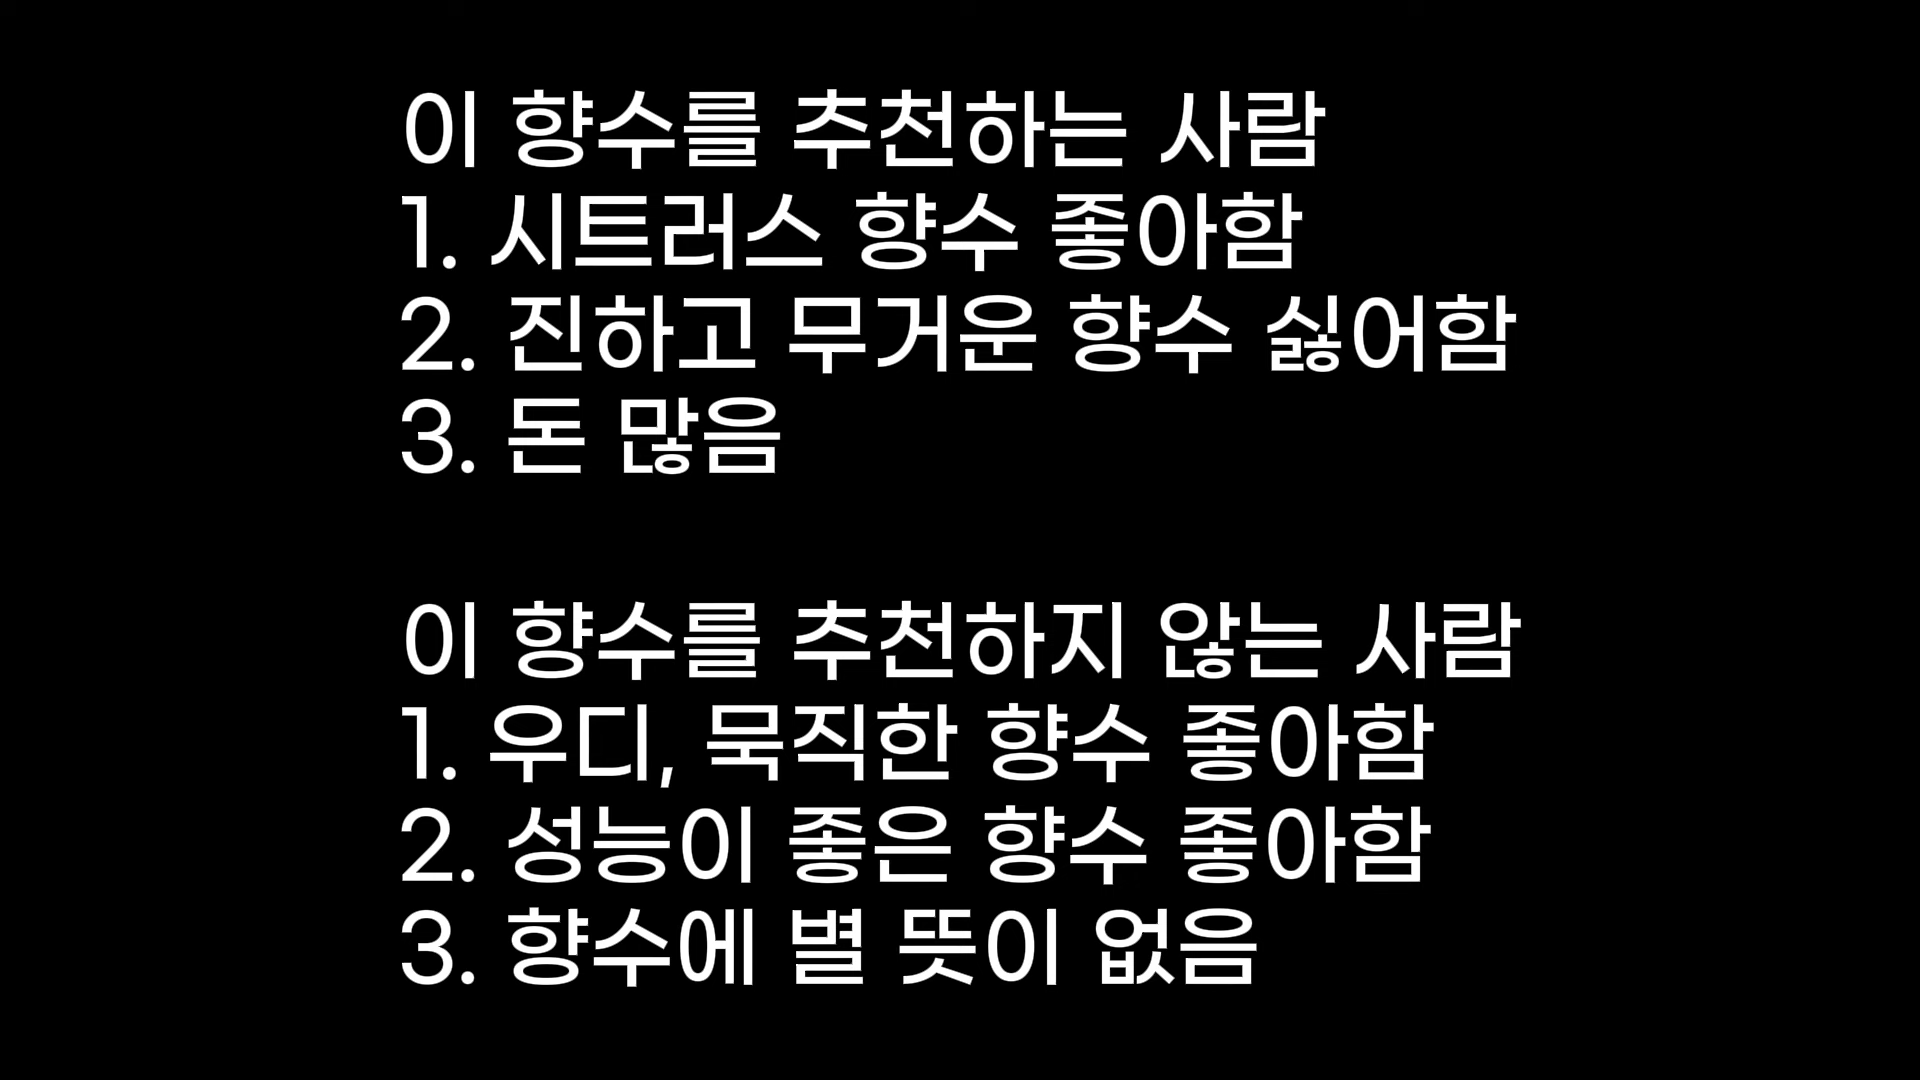 이 향수를 추천하는 사람
1. 시트러스 향수 좋아함
2. 진하고 무거운 향수 싫어함
3. 돈 많음
이 향수를 추천하지 않는 사람
1. 우디, 묵직한 향수 좋아함
2. 성능이 좋은 향수 좋아함
3. 향수에 별 뜻이 없음